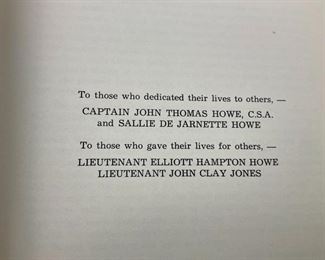 To those who dedicated their lives to others, —
CAPTAIN JOHN THOMAS HOWE, C.S.A.
and SALLIE DE JARNETTE HOWE
To those who gave their lives for others, —
LIEUTENANT ELLIOTT HAMPTON HOWE
LIEUTENANT JOHN CLAY JONES